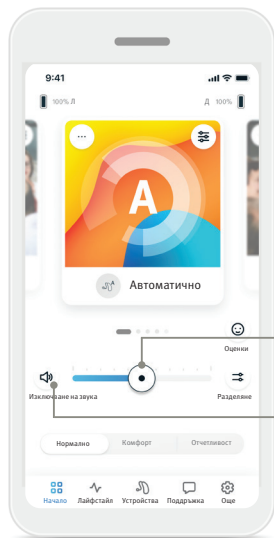 9:41
100% Л
Д 100%
A
Автоматично
Оценки
Изключване на звука
Разделяне
Нормално
Комфорт
Отчетливост
Начало
Лайфстайл
Устройства
Поддръжка
Още